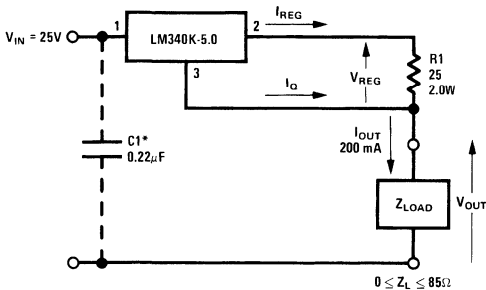 V_IN = 25V
1
LM340K-5.0
2
3
I_REG
I_Q
V_REG
R1
25
2.0W
C1*
0.22μF
I_OUT
200 mA
Z_LOAD
V_OUT
0 ≤ Z_L ≤ 85Ω